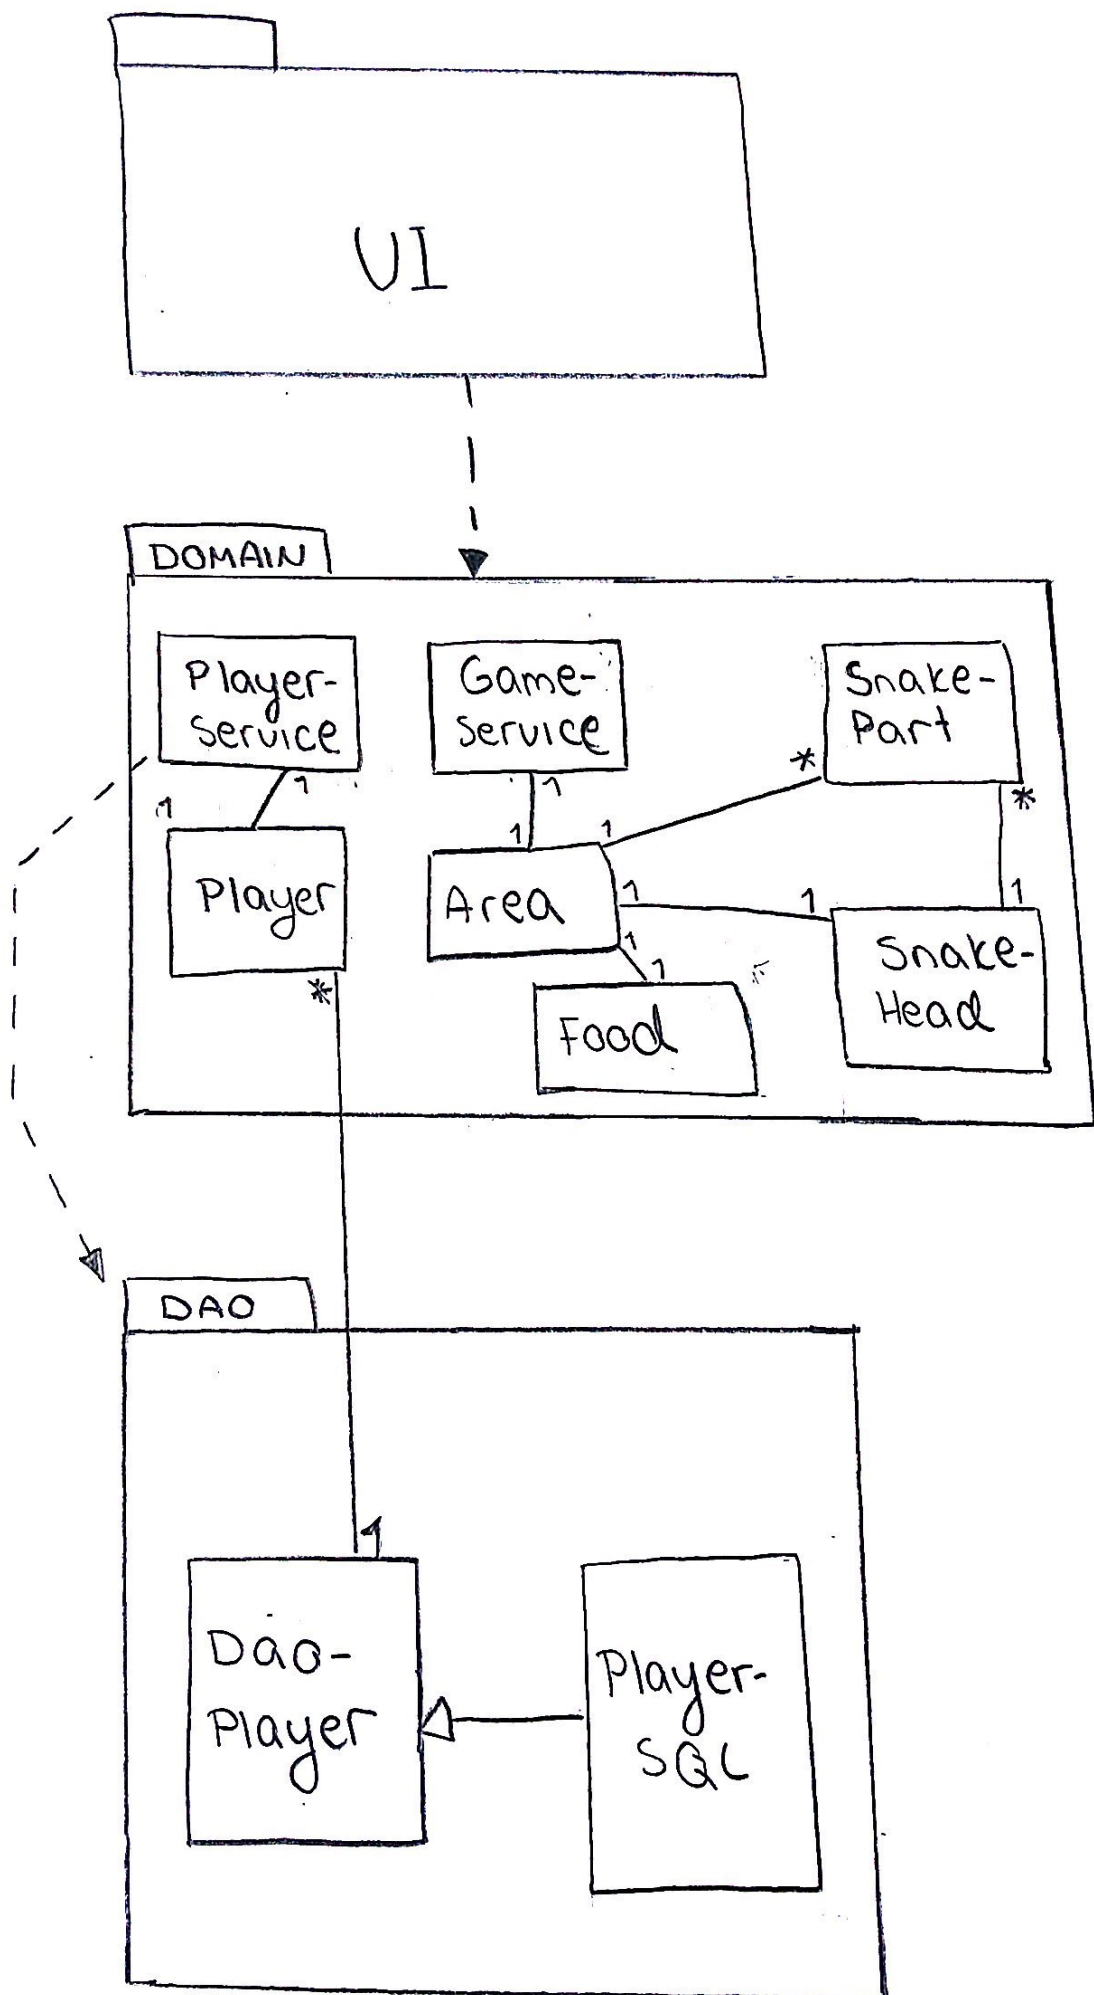 UI
DOMAIN
Player-
Service
Game-
Service
Snake-
Part
1
1
*
*
1
1
1
Player
Area
1
1
1
Snake-
Head
1
1
*
Food
DAO
1
Dao-
Player
Player-
SQL